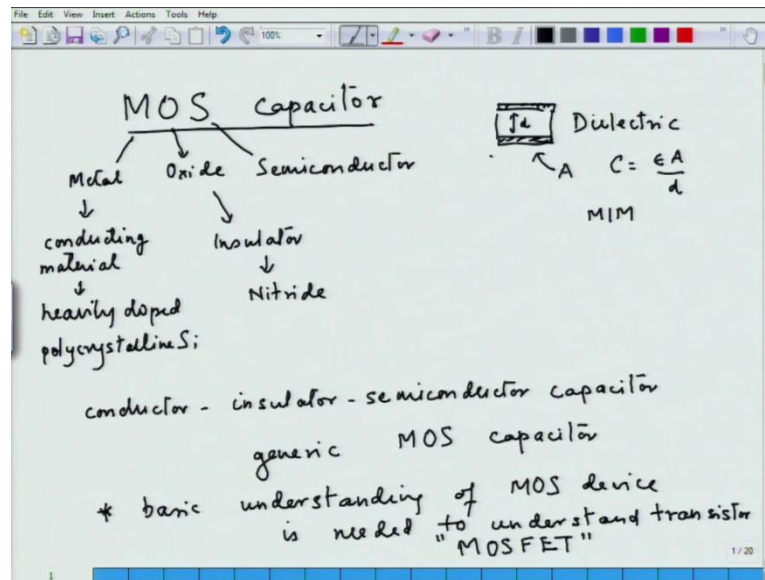 File Edit View Insert Actions Tools Help
100%
B I
MOS capacitor
Metal Oxide Semiconductor
conducting material
heavily doped
polycrystalline Si
Insulator
Nitride
d Dielectric
A C = ϵA/d
MIM
conductor - insulator - semiconductor capacitor
generic MOS capacitor
* basic understanding of MOS device
is needed to understand transistor
"MOSFET"
1 / 20
1